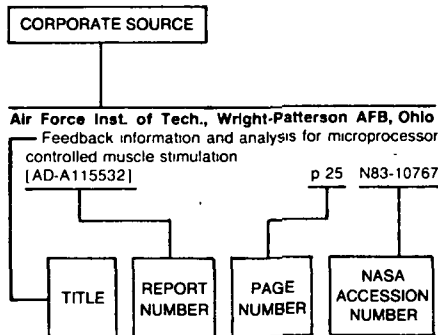 CORPORATE SOURCE
Air Force Inst. of Tech., Wright-Patterson AFB, Ohio
Feedback information and analysis for microprocessor
controlled muscle stimulation
[AD-A115532] p 25 N83-10767
TITLE
REPORT
NUMBER
PAGE
NUMBER
NASA
ACCESSION
NUMBER